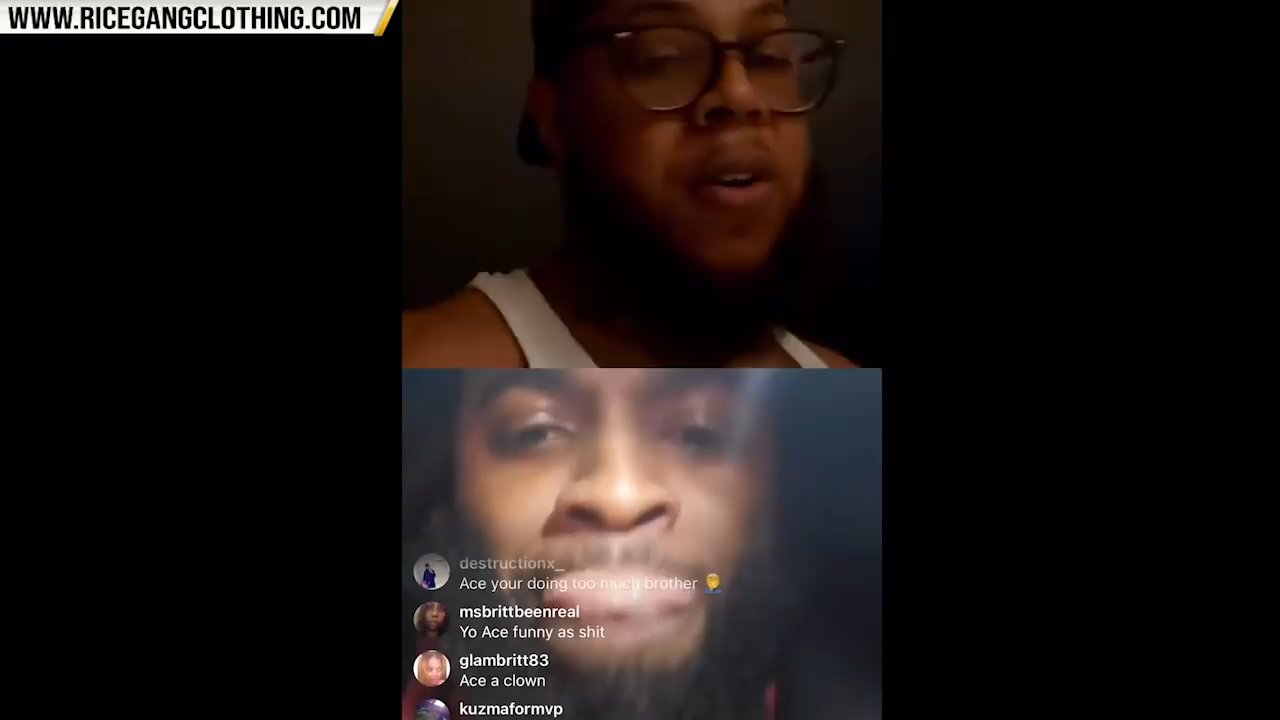 WWW.RICEGANGCLOTHING.COM
destructionx_
Ace your doing too much brother 🤦‍♂️
msbrittbeenreal
Yo Ace funny as shit
glambritt83
Ace a clown
kuzmaformvp